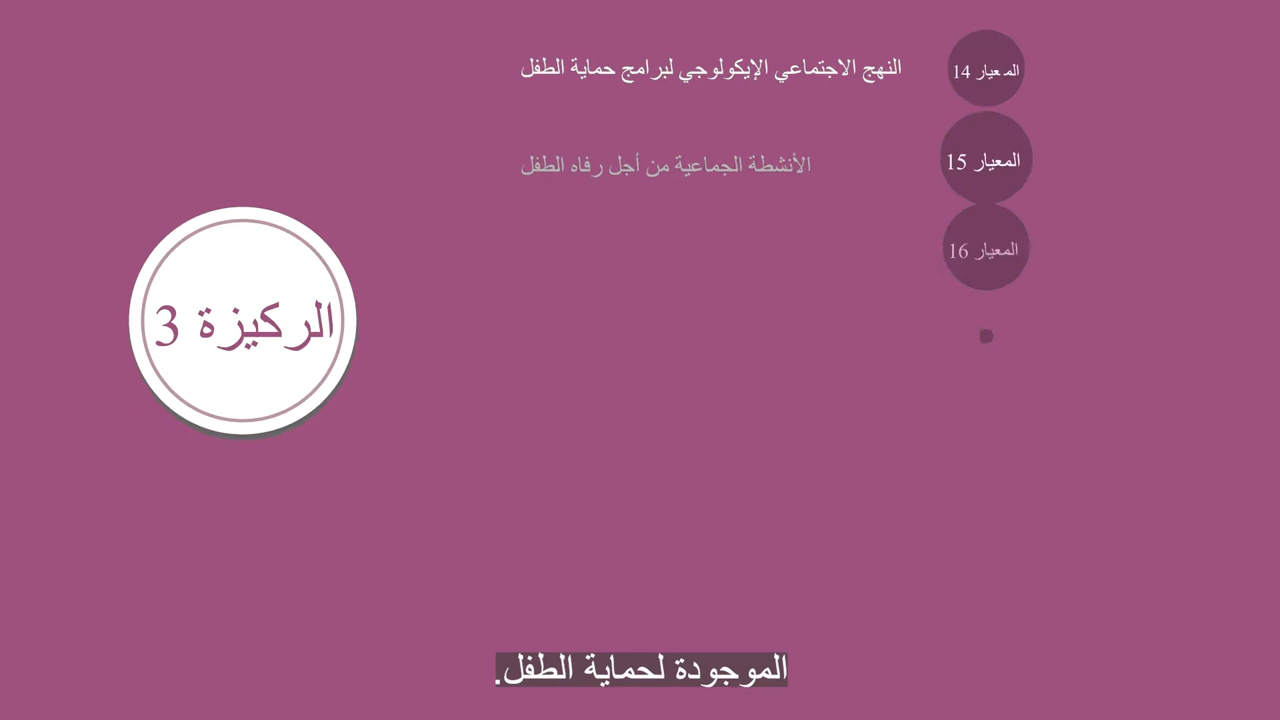 المعيار 14
النهج الاجتماعي الإيكولوجي لبرامج حماية الطفل
المعيار 15
الأنشطة الجماعية من أجل رفاه الطفل
المعيار 16
الركيزة 3
الموجودة لحماية الطفل.